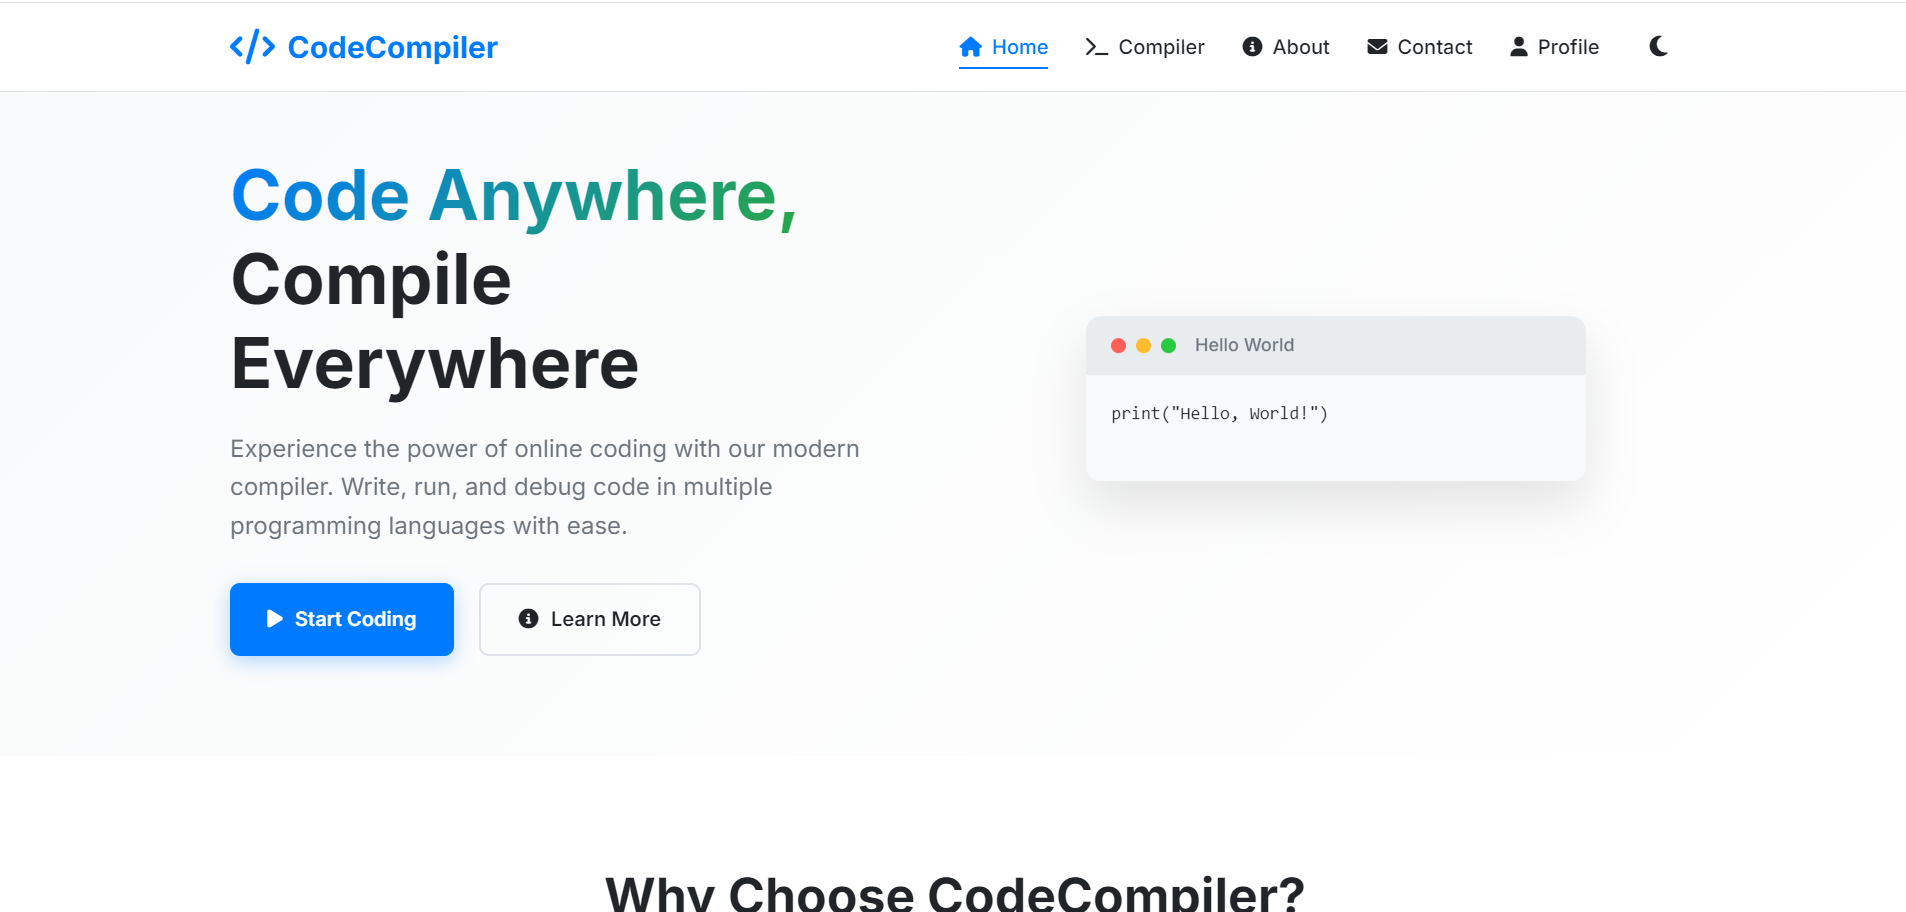 CodeCompiler
Home
Compiler
About
Contact
Profile
Code Anywhere,
Compile
Everywhere
Experience the power of online coding with our modern
compiler. Write, run, and debug code in multiple
programming languages with ease.
Start Coding
Learn More
Hello World
print("Hello, World!")
Why Choose CodeCompiler?